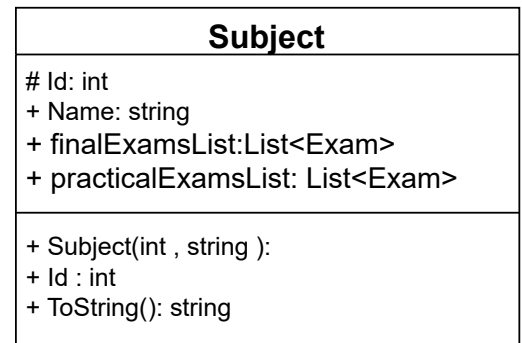 Subject
# Id: int
+ Name: string
+ finalExamsList:List<Exam>
+ practicalExamsList: List<Exam>
+ Subject(int , string ):
+ Id : int
+ ToString(): string